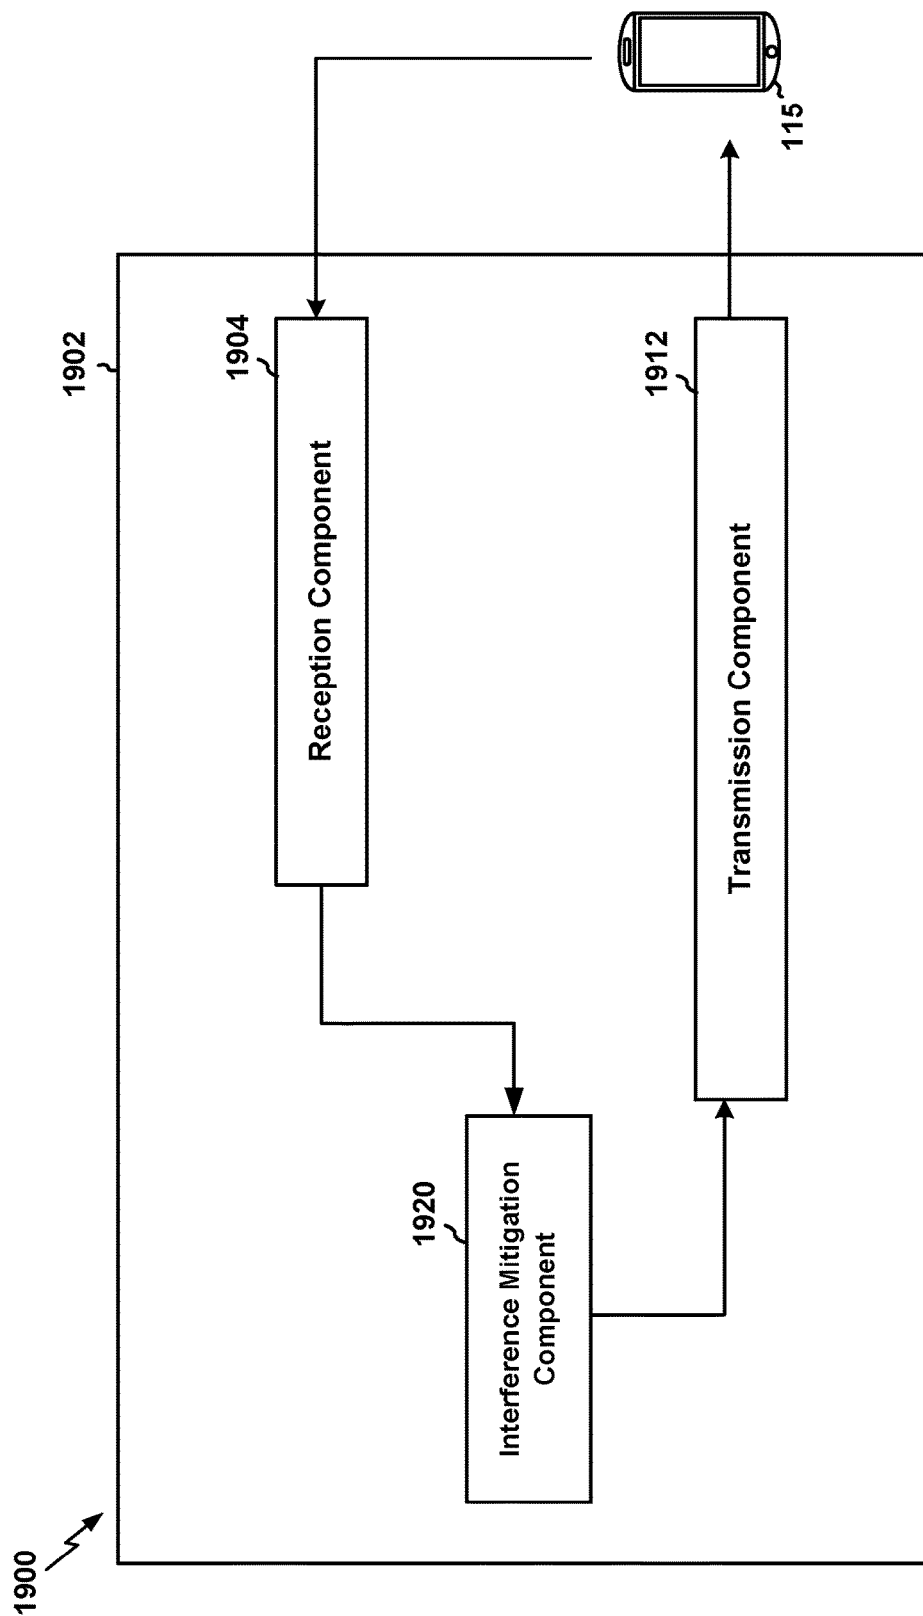 1900
1902
1904
Reception Component
1920
Interference Mitigation
Component
1912
Transmission Component
115